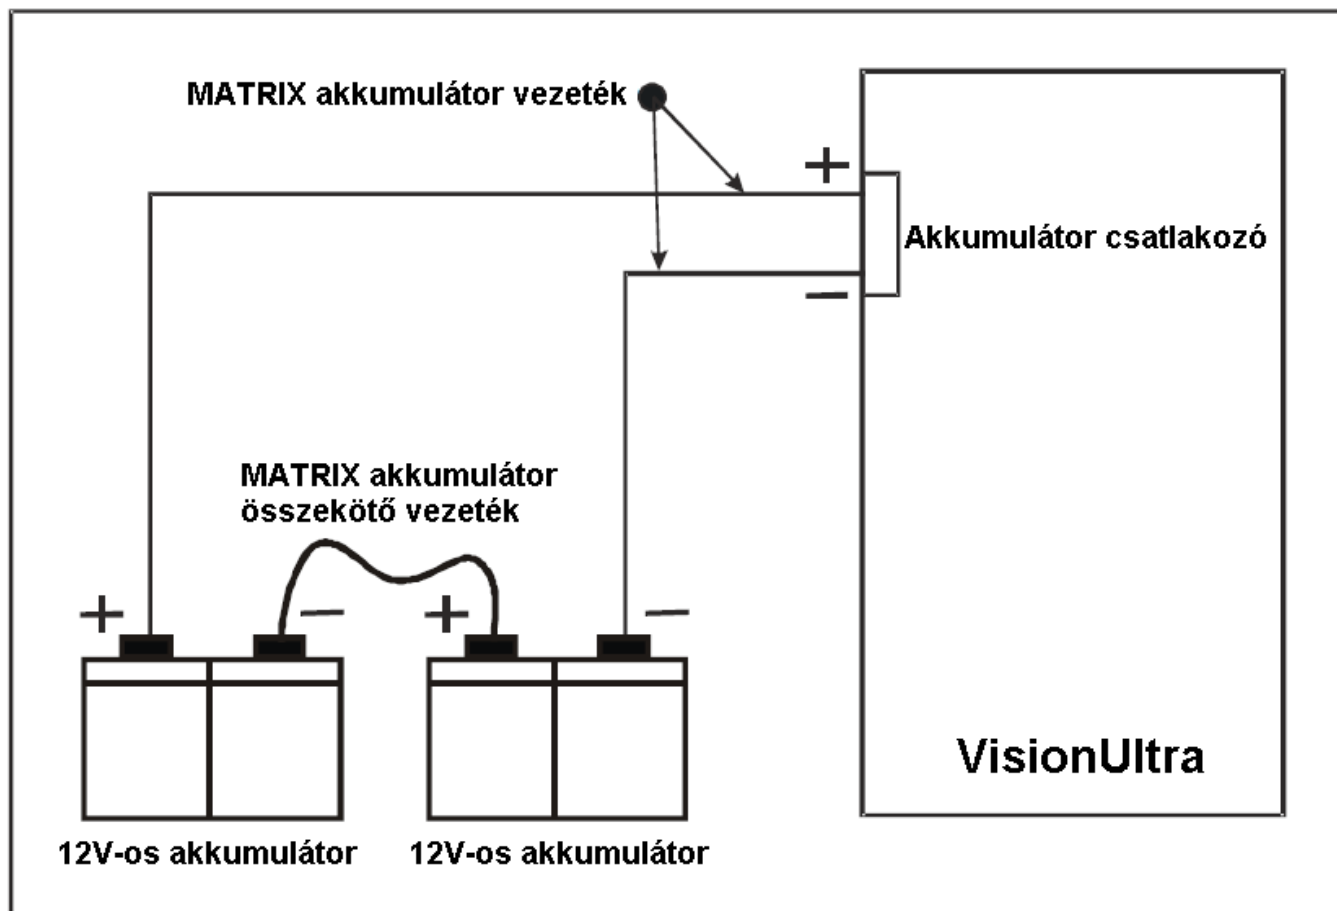 MATRIX akkumulátor vezeték
+
Akkumulátor csatlakozó
–
MATRIX akkumulátor
összekötő vezeték
+ – + –
VisionUltra
12V-os akkumulátor 12V-os akkumulátor